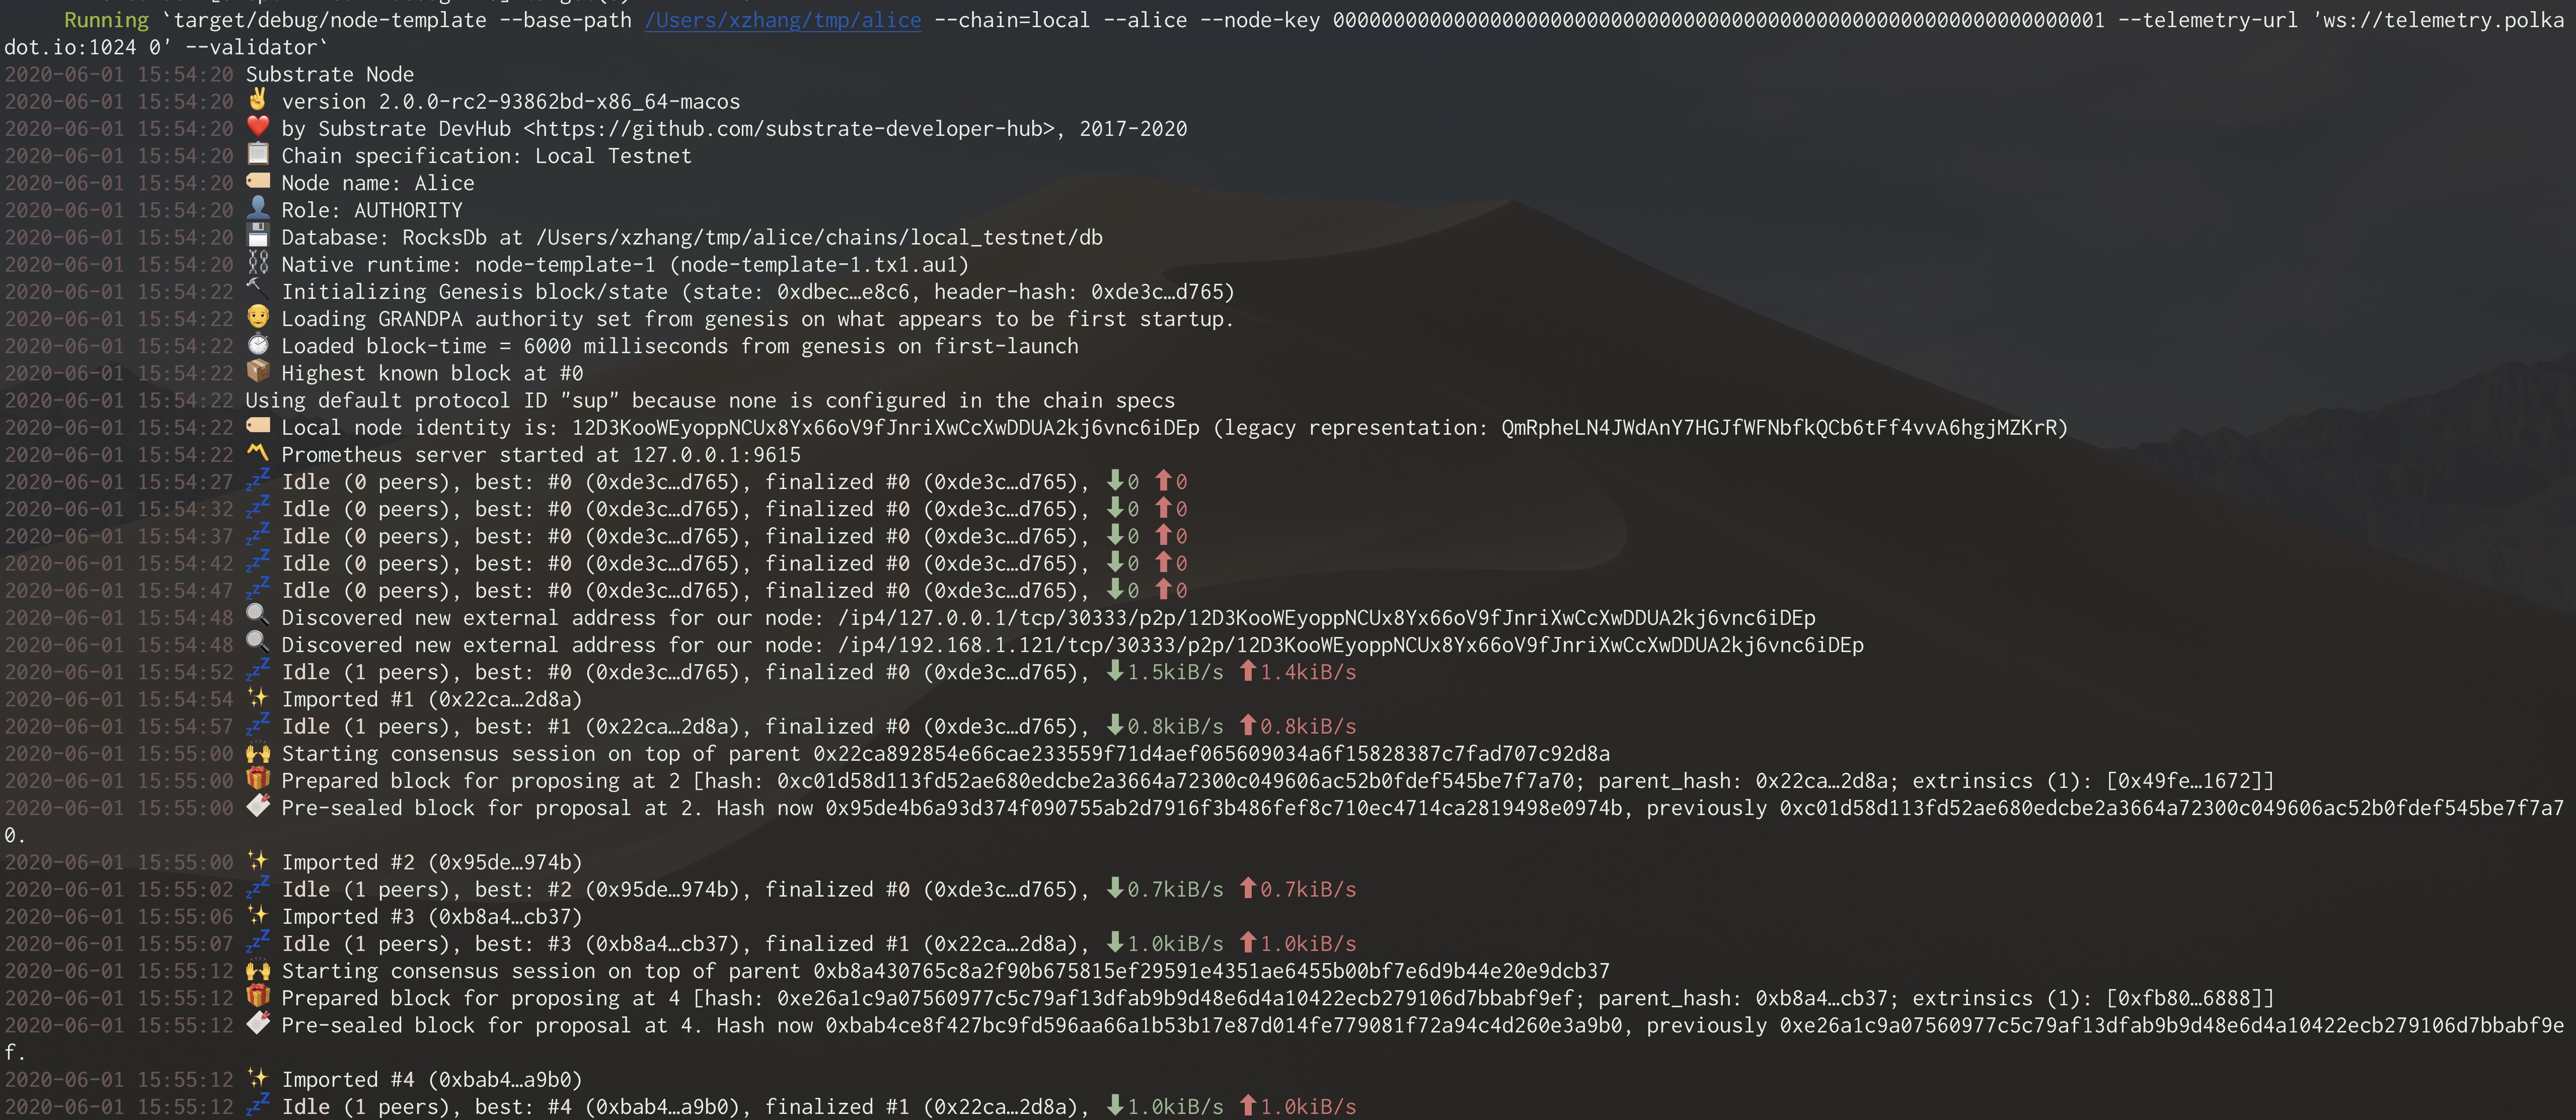 Running `target/debug/node-template --base-path /Users/xzhang/tmp/alice --chain=local --alice --node-key 0000000000000000000000000000000000000000000000000000000000000001 --telemetry-url 'ws://telemetry.polka
dot.io:1024 0' --validator`
2020-06-01 15:54:20 Substrate Node
2020-06-01 15:54:20 ✌️ version 2.0.0-rc2-93862bd-x86_64-macos
2020-06-01 15:54:20 ❤️ by Substrate DevHub <https://github.com/substrate-developer-hub>, 2017-2020
2020-06-01 15:54:20 📋 Chain specification: Local Testnet
2020-06-01 15:54:20 🏷 Node name: Alice
2020-06-01 15:54:20 👤 Role: AUTHORITY
2020-06-01 15:54:20 💾 Database: RocksDb at /Users/xzhang/tmp/alice/chains/local_testnet/db
2020-06-01 15:54:20 ⛓ Native runtime: node-template-1 (node-template-1.tx1.au1)
2020-06-01 15:54:22 🔨 Initializing Genesis block/state (state: 0xdbec…e8c6, header-hash: 0xde3c…d765)
2020-06-01 15:54:22 👴 Loading GRANDPA authority set from genesis on what appears to be first startup.
2020-06-01 15:54:22 ⏱ Loaded block-time = 6000 milliseconds from genesis on first-launch
2020-06-01 15:54:22 📦 Highest known block at #0
2020-06-01 15:54:22 Using default protocol ID "sup" because none is configured in the chain specs
2020-06-01 15:54:22 🏷 Local node identity is: 12D3KooWEyoppNCUx8Yx66oV9fJnriXwCcXwDDUA2kj6vnc6iDEp (legacy representation: QmRpheLN4JWdAnY7HGJfWFNbfkQCb6tFf4vvA6hgjMZKrR)
2020-06-01 15:54:22 〽️ Prometheus server started at 127.0.0.1:9615
2020-06-01 15:54:27 💤 Idle (0 peers), best: #0 (0xde3c…d765), finalized #0 (0xde3c…d765), ⬇0 ⬆0
2020-06-01 15:54:32 💤 Idle (0 peers), best: #0 (0xde3c…d765), finalized #0 (0xde3c…d765), ⬇0 ⬆0
2020-06-01 15:54:37 💤 Idle (0 peers), best: #0 (0xde3c…d765), finalized #0 (0xde3c…d765), ⬇0 ⬆0
2020-06-01 15:54:42 💤 Idle (0 peers), best: #0 (0xde3c…d765), finalized #0 (0xde3c…d765), ⬇0 ⬆0
2020-06-01 15:54:47 💤 Idle (0 peers), best: #0 (0xde3c…d765), finalized #0 (0xde3c…d765), ⬇0 ⬆0
2020-06-01 15:54:48 🔍 Discovered new external address for our node: /ip4/127.0.0.1/tcp/30333/p2p/12D3KooWEyoppNCUx8Yx66oV9fJnriXwCcXwDDUA2kj6vnc6iDEp
2020-06-01 15:54:48 🔍 Discovered new external address for our node: /ip4/192.168.1.121/tcp/30333/p2p/12D3KooWEyoppNCUx8Yx66oV9fJnriXwCcXwDDUA2kj6vnc6iDEp
2020-06-01 15:54:52 💤 Idle (1 peers), best: #0 (0xde3c…d765), finalized #0 (0xde3c…d765), ⬇1.5kiB/s ⬆1.4kiB/s
2020-06-01 15:54:54 ✨ Imported #1 (0x22ca…2d8a)
2020-06-01 15:54:57 💤 Idle (1 peers), best: #1 (0x22ca…2d8a), finalized #0 (0xde3c…d765), ⬇0.8kiB/s ⬆0.8kiB/s
2020-06-01 15:55:00 🙌 Starting consensus session on top of parent 0x22ca892854e66cae233559f71d4aef065609034a6f15828387c7fad707c92d8a
2020-06-01 15:55:00 🎁 Prepared block for proposing at 2 [hash: 0xc01d58d113fd52ae680edcbe2a3664a72300c049606ac52b0fdef545be7f7a70; parent_hash: 0x22ca…2d8a; extrinsics (1): [0x49fe…1672]]
2020-06-01 15:55:00 🔖 Pre-sealed block for proposal at 2. Hash now 0x95de4b6a93d374f090755ab2d7916f3b486fef8c710ec4714ca2819498e0974b, previously 0xc01d58d113fd52ae680edcbe2a3664a72300c049606ac52b0fdef545be7f7a7
0.
2020-06-01 15:55:00 ✨ Imported #2 (0x95de…974b)
2020-06-01 15:55:02 💤 Idle (1 peers), best: #2 (0x95de…974b), finalized #0 (0xde3c…d765), ⬇0.7kiB/s ⬆0.7kiB/s
2020-06-01 15:55:06 ✨ Imported #3 (0xb8a4…cb37)
2020-06-01 15:55:07 💤 Idle (1 peers), best: #3 (0xb8a4…cb37), finalized #1 (0x22ca…2d8a), ⬇1.0kiB/s ⬆1.0kiB/s
2020-06-01 15:55:12 🙌 Starting consensus session on top of parent 0xb8a430765c8a2f90b675815ef29591e4351ae6455b00bf7e6d9b44e20e9dcb37
2020-06-01 15:55:12 🎁 Prepared block for proposing at 4 [hash: 0xe26a1c9a07560977c5c79af13dfab9b9d48e6d4a10422ecb279106d7bbabf9ef; parent_hash: 0xb8a4…cb37; extrinsics (1): [0xfb80…6888]]
2020-06-01 15:55:12 🔖 Pre-sealed block for proposal at 4. Hash now 0xbab4ce8f427bc9fd596aa66a1b53b17e87d014fe779081f72a94c4d260e3a9b0, previously 0xe26a1c9a07560977c5c79af13dfab9b9d48e6d4a10422ecb279106d7bbabf9e
f.
2020-06-01 15:55:12 ✨ Imported #4 (0xbab4…a9b0)
2020-06-01 15:55:12 💤 Idle (1 peers), best: #4 (0xbab4…a9b0), finalized #1 (0x22ca…2d8a), ⬇1.0kiB/s ⬆1.0kiB/s